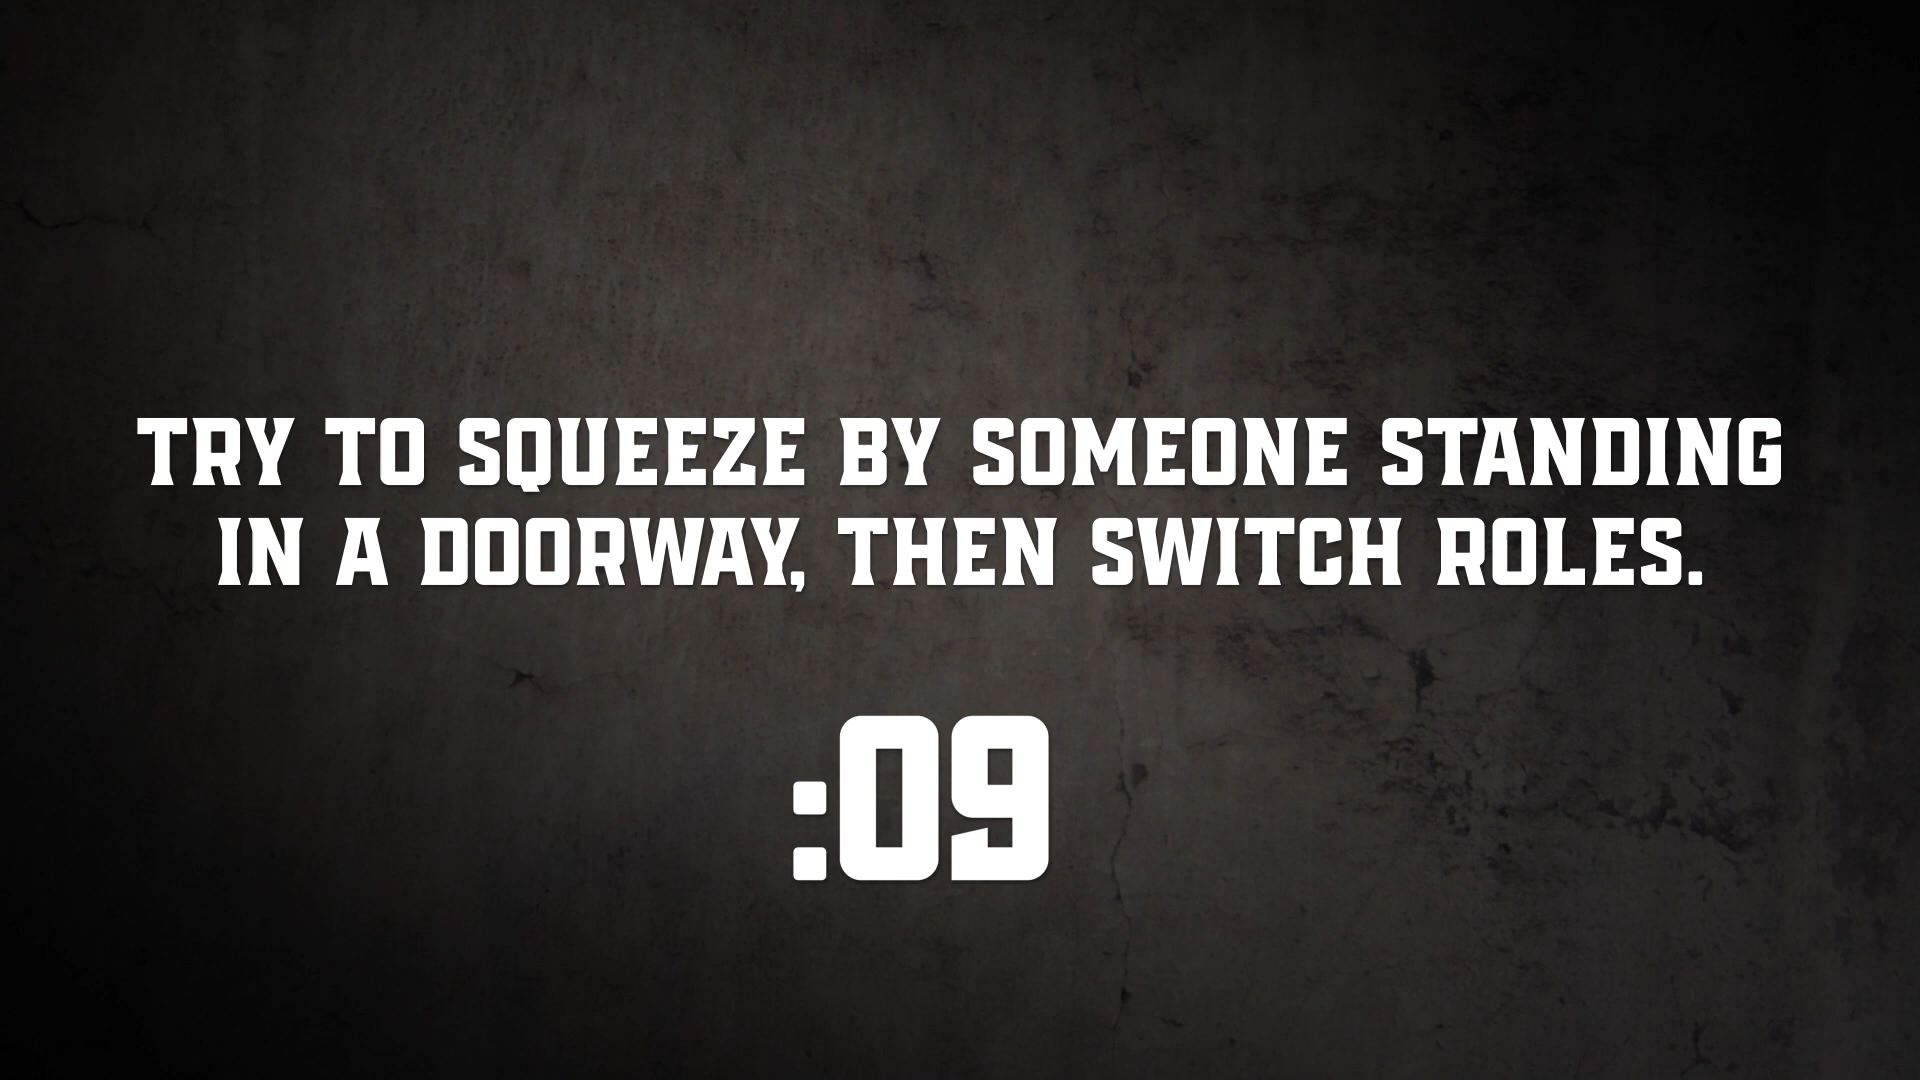 TRY TO SQUEEZE BY SOMEONE STANDING
IN A DOORWAY, THEN SWITCH ROLES.
:09